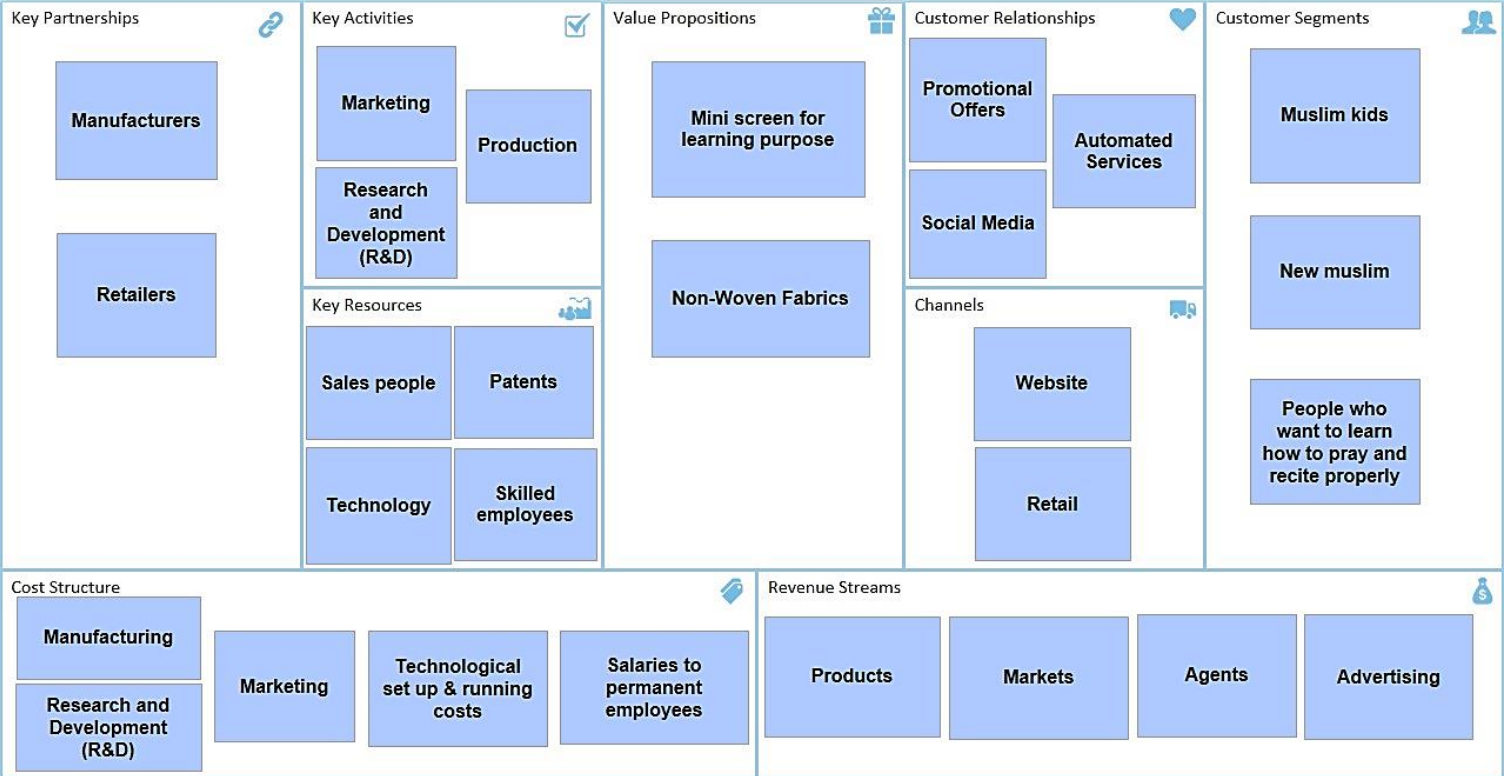 Key Partnerships
Manufacturers
Retailers
Key Activities
Marketing
Production
Research
and
Development
(R&D)
Key Resources
Sales people
Patents
Technology
Skilled
employees
Value Propositions
Mini screen for
learning purpose
Non-Woven Fabrics
Customer Relationships
Promotional
Offers
Automated
Services
Social Media
Channels
Website
Retail
Customer Segments
Muslim kids
New muslim
People who
want to learn
how to pray and
recite properly
Cost Structure
Manufacturing
Research and
Development
(R&D)
Marketing
Technological
set up & running
costs
Salaries to
permanent
employees
Revenue Streams
$
Products
Markets
Agents
Advertising